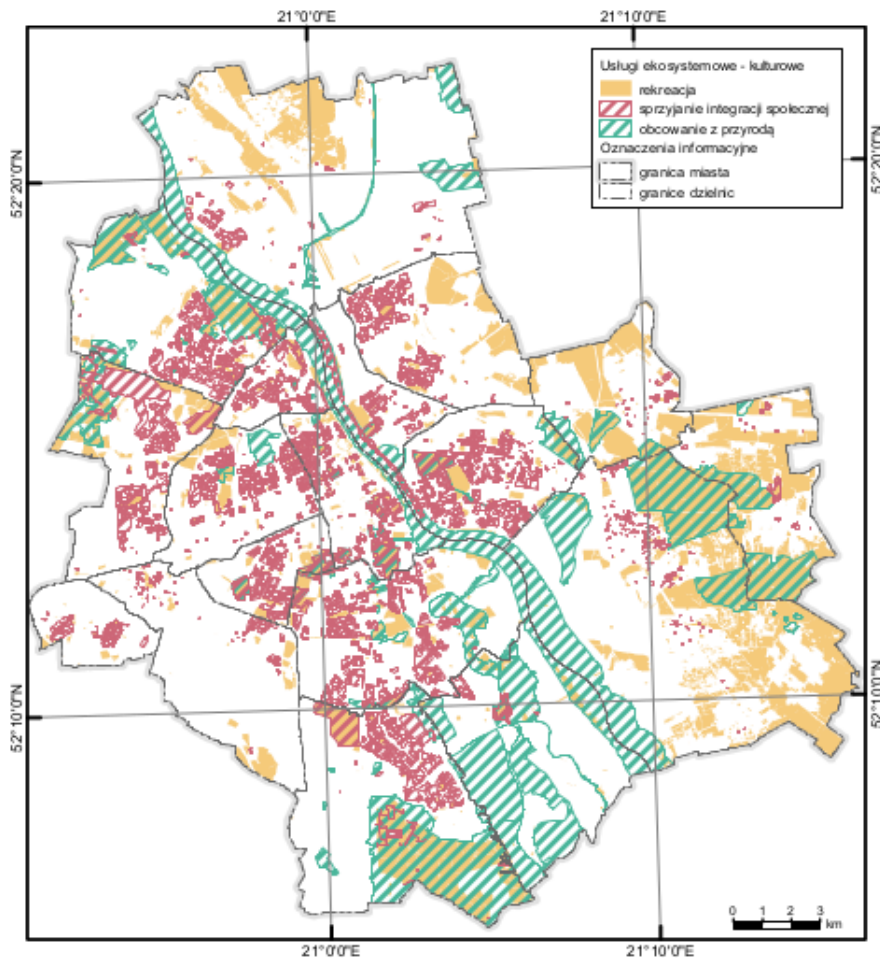 21°0'0"E 21°10'0"E
Usługi ekosystemowe - kulturowe
rekreacja
sprzyjanie integracji społecznej
obcowanie z przyrodą
Oznaczenia informacyjne
granica miasta
granice dzielnic
52°20'0"N 52°20'0"N
52°10'0"N 52°10'0"N
0 1 2 3
km
21°0'0"E 21°10'0"E